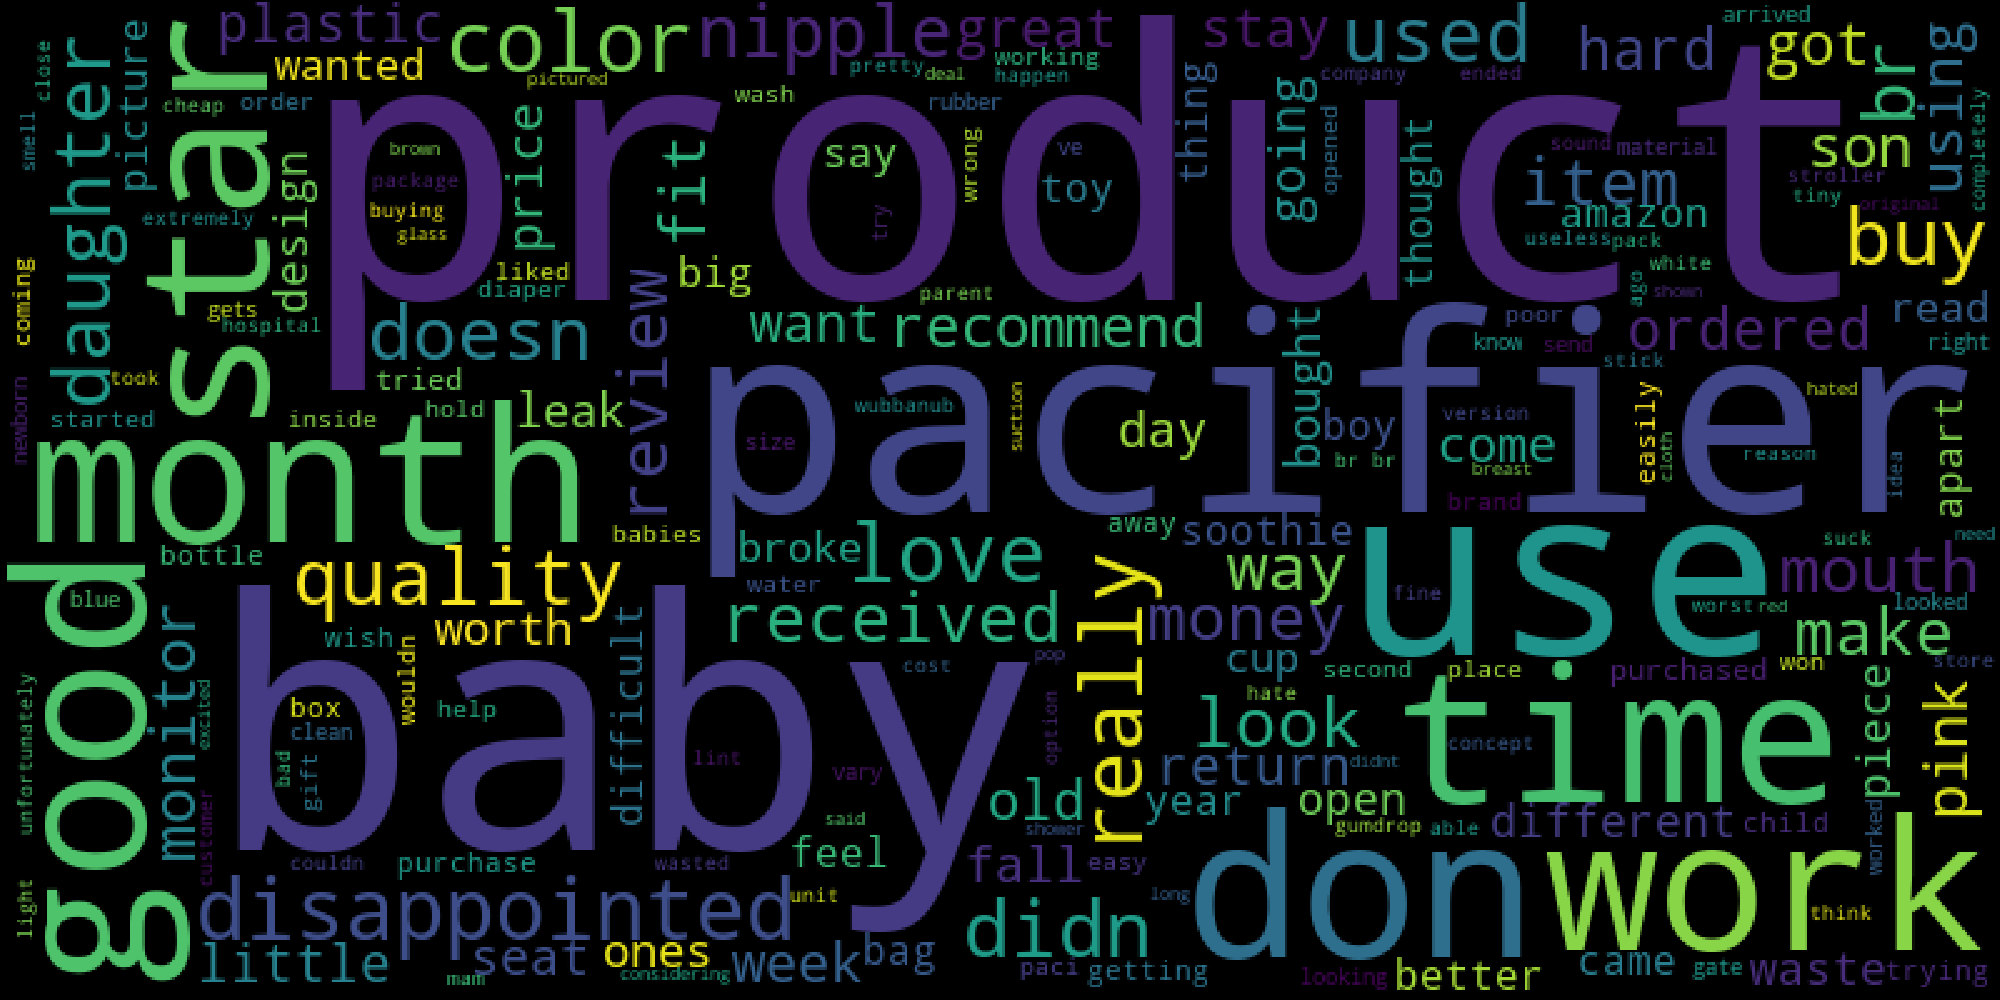 plastic
color
nipple
great
stay
used
hard
arrived
got
using
close
daughter
picture
star
wanted
pictured
pretty
deal
working
happen
company
ended
br
cheap
order
product
wash
rubber
thing
going
opened
smell
design
price
fit
brown
package
buying
glass
say
try
wrong
ve
toy
thought
sound
material
item
amazon
useless
pack
son
stroller
tiny
original
completely
buy
extremely
coming
gets
hospital
liked
diaper
big
parent
white
ago
shown
doesn
review
want
recommend
bought
poor
know
send
ordered
read
right
stick
took
tried
newborn
started
inside
hold
leak
pacifier
wubbanub
size
suction
day
boy
br br
version
come
breast
brand
easily
cloth
hated
reason
idea
apart
month
babies
bottle
quality
broke
love
away
soothie
way
use
suck
need
mouth
good
blue
water
worth
wish
wouldn
difficult
received
really
money
fine
worst
red
looked
make
monitor
baby
box
clean
help
cost
pop
cup
second
place
purchased
won
store
unfortunately
excited
bad
gift
lint
vary
option
hate
look
time
concept
piece
pink
return
didnt
old
year
open
shower
gumdrop
able
different
child
worked
customer
couldn
purchase
wasted
said
feel
fall
easy
don
work
light
disappointed
unit
long
didn
think
little
seat
mam
ones
considering
week
bag
paci
getting
looking
better
came
gate
waste
trying